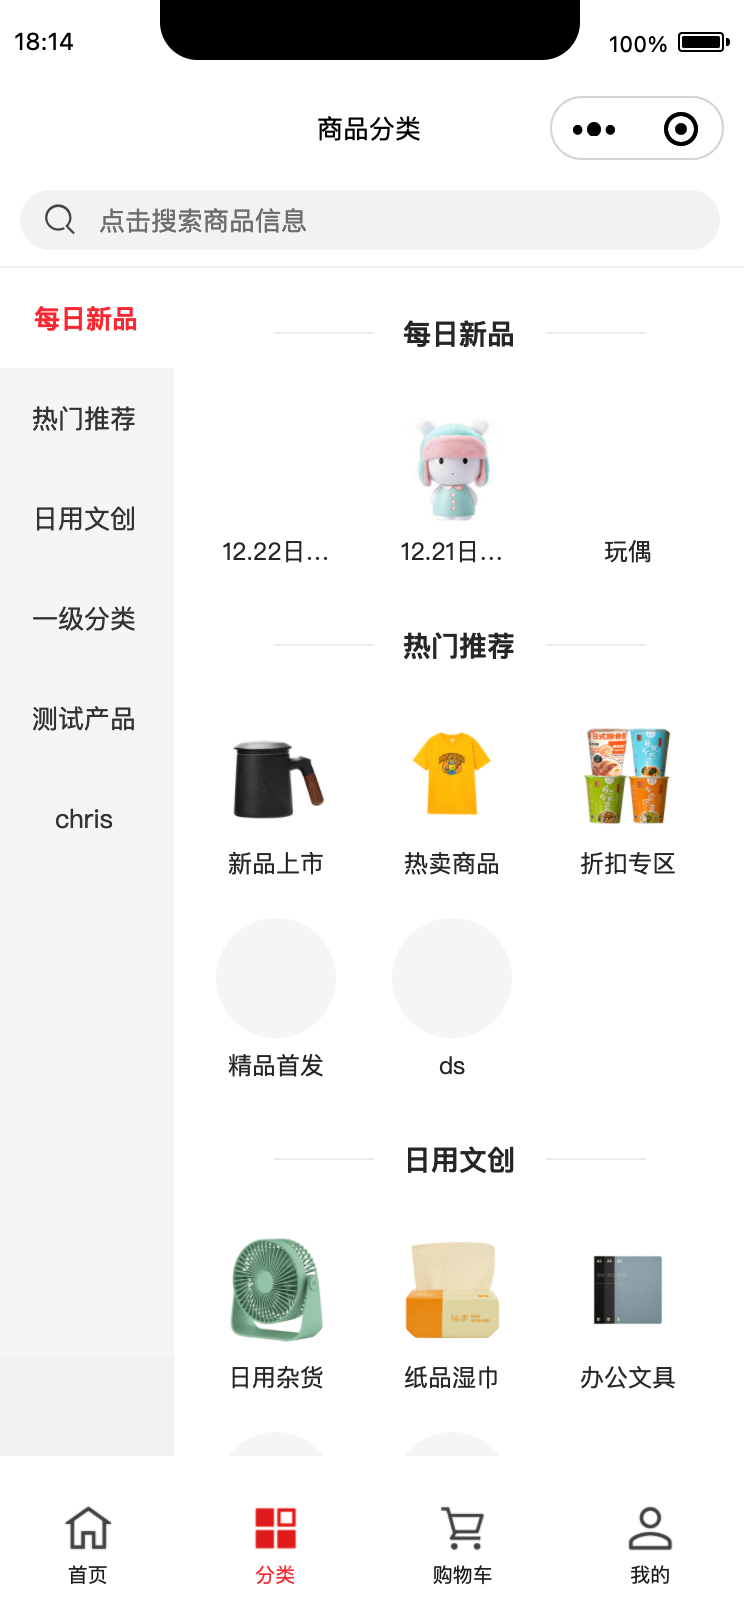 18:14
100%
商品分类
点击搜索商品信息
每日新品
热门推荐
日用文创
一级分类
测试产品
chris
每日新品
12.22日...
12.21日...
玩偶
热门推荐
新品上市
热卖商品
折扣专区
精品首发
ds
日用文创
日用杂货
纸品湿巾
办公文具
首页
分类
购物车
我的